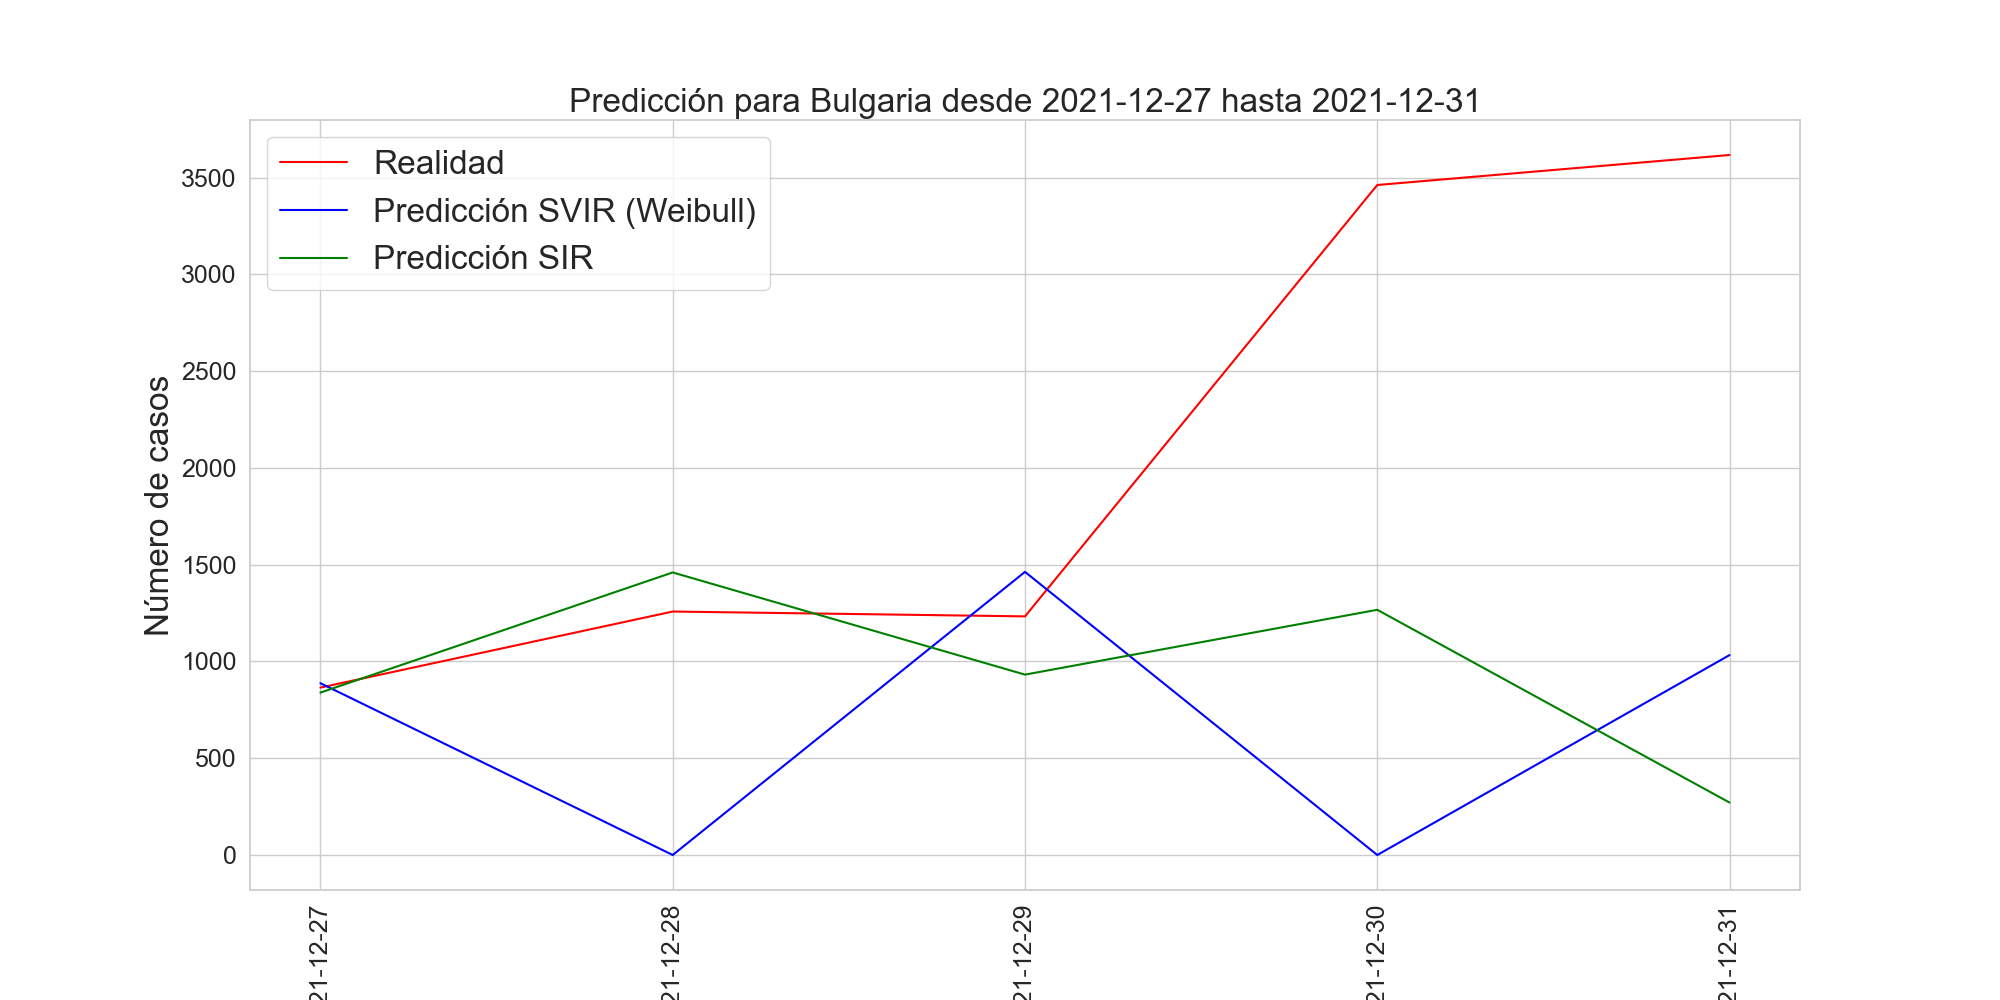 Predicción para Bulgaria desde 2021-12-27 hasta 2021-12-31
Realidad
Predicción SVIR (Weibull)
Predicción SIR
Número de casos
3500
3000
2500
2000
1500
1000
500
0
21-12-27
21-12-28
21-12-29
21-12-30
21-12-31